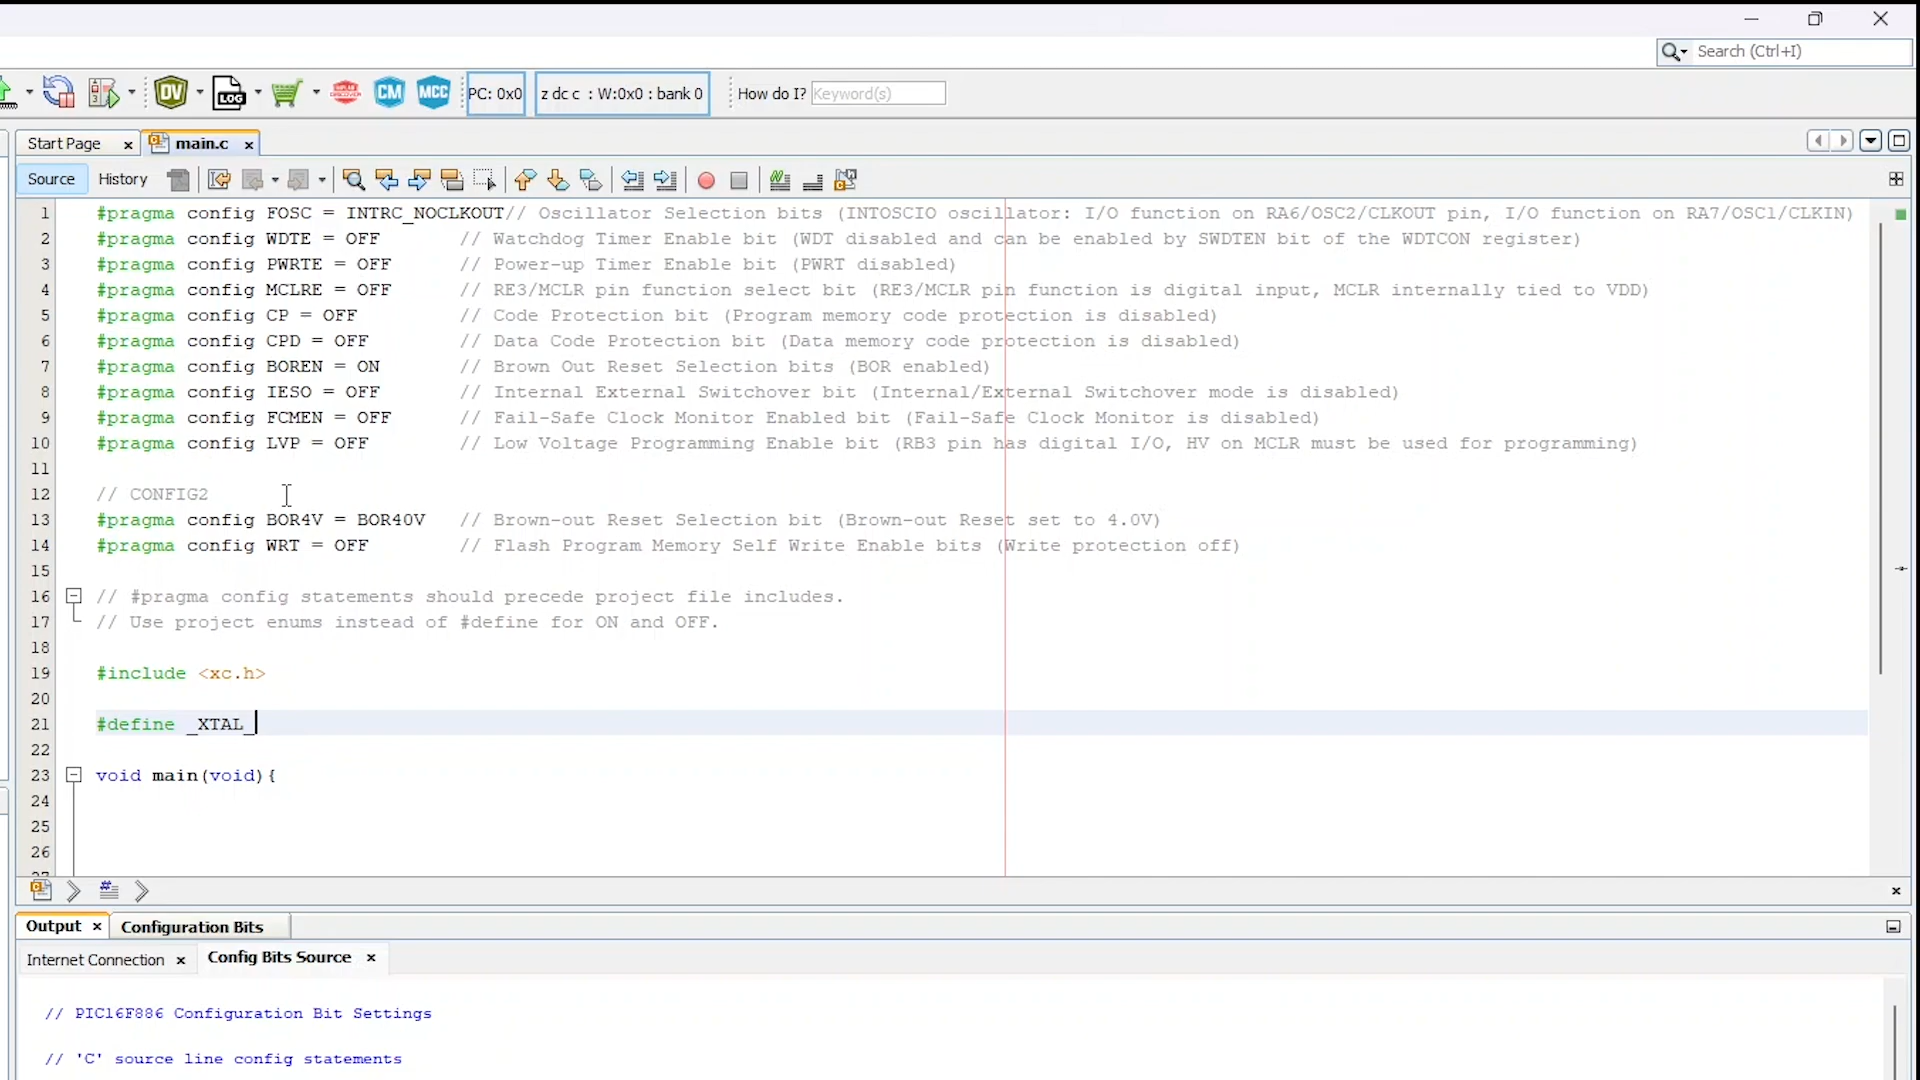 Search (Ctrl+I)
DV LOG MPLAB DISCOVER CM MCC PC: 0x0 z dc c : W:0x0 : bank 0 How do I? Keyword(s)
Start Page × main.c ×
Source History
1 #pragma config FOSC = INTRC_NOCLKOUT// Oscillator Selection bits (INTOSCIO oscillator: I/O function on RA6/OSC2/CLKOUT pin, I/O function on RA7/OSC1/CLKIN)
2 #pragma config WDTE = OFF // Watchdog Timer Enable bit (WDT disabled and can be enabled by SWDTEN bit of the WDTCON register)
3 #pragma config PWRTE = OFF // Power-up Timer Enable bit (PWRT disabled)
4 #pragma config MCLRE = OFF // RE3/MCLR pin function select bit (RE3/MCLR pin function is digital input, MCLR internally tied to VDD)
5 #pragma config CP = OFF // Code Protection bit (Program memory code protection is disabled)
6 #pragma config CPD = OFF // Data Code Protection bit (Data memory code protection is disabled)
7 #pragma config BOREN = ON // Brown Out Reset Selection bits (BOR enabled)
8 #pragma config IESO = OFF // Internal External Switchover bit (Internal/External Switchover mode is disabled)
9 #pragma config FCMEN = OFF // Fail-Safe Clock Monitor Enabled bit (Fail-Safe Clock Monitor is disabled)
10 #pragma config LVP = OFF // Low Voltage Programming Enable bit (RB3 pin has digital I/O, HV on MCLR must be used for programming)
11
12 // CONFIG2
13 #pragma config BOR4V = BOR40V // Brown-out Reset Selection bit (Brown-out Reset set to 4.0V)
14 #pragma config WRT = OFF // Flash Program Memory Self Write Enable bits (Write protection off)
15
16 // #pragma config statements should precede project file includes.
17 // Use project enums instead of #define for ON and OFF.
18
19 #include <xc.h>
20
21 #define _XTAL_
22
23 void main(void){
24
25
26
27
Output × Configuration Bits
Internet Connection × Config Bits Source ×
// PIC16F886 Configuration Bit Settings
// 'C' source line config statements